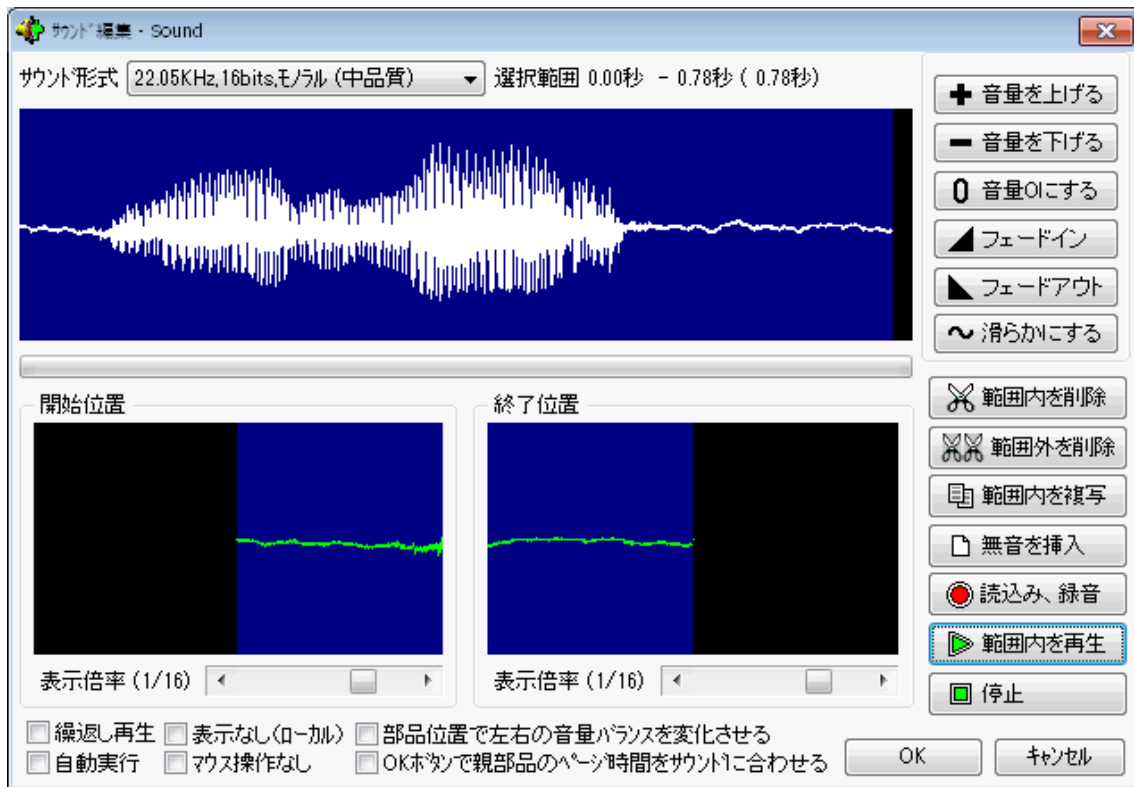 サウンド編集 - Sound
サウンド形式 22.05KHz,16bits,モノラル (中品質) 選択範囲 0.00秒 - 0.78秒 ( 0.78秒)
音量を上げる
音量を下げる
音量0にする
フェードイン
フェードアウト
滑らかにする
開始位置
終了位置
表示倍率 (1/16)
表示倍率 (1/16)
範囲内を削除
範囲外を削除
範囲内を複写
無音を挿入
読込み、録音
範囲内を再生
停止
繰返し再生 表示なし(ローカル) 部品位置で左右の音量バランスを変化させる
自動実行 マウス操作なし OKボタンで親部品のページ時間をサウンドに合わせる
OK キャンセル